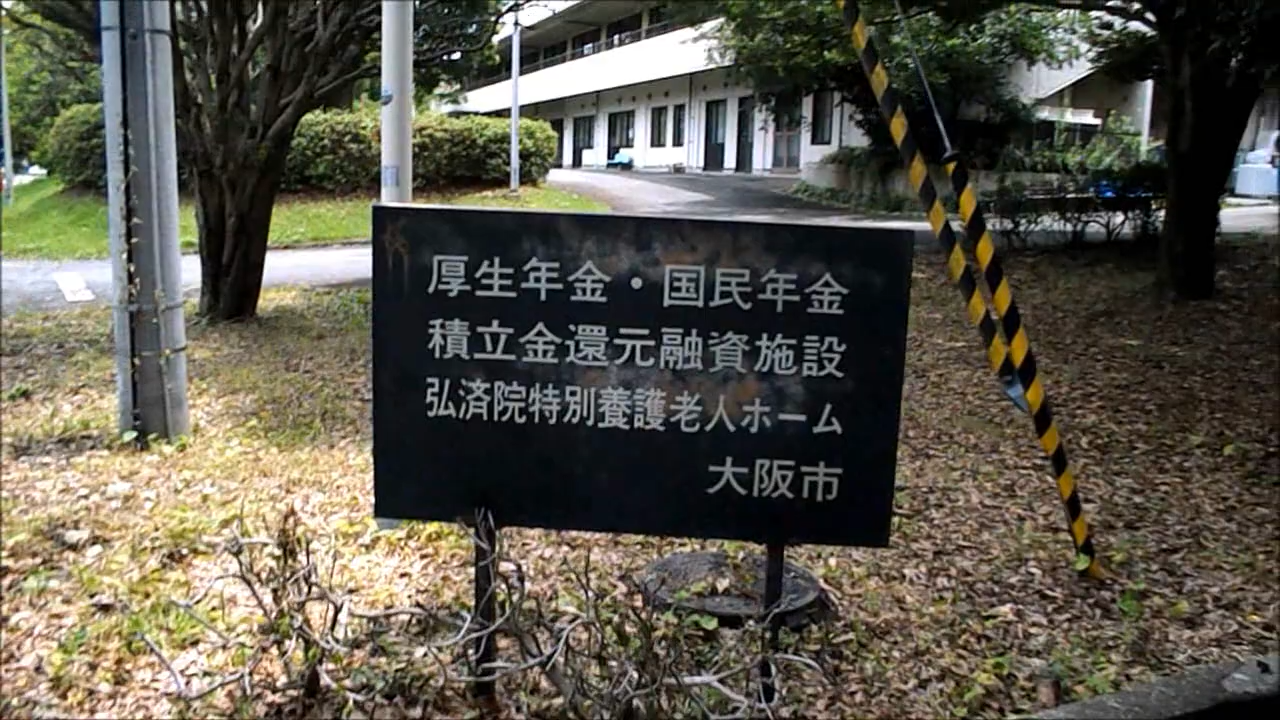 厚生年金・国民年金
積立金還元融資施設
弘済院特別養護老人ホーム
大阪市